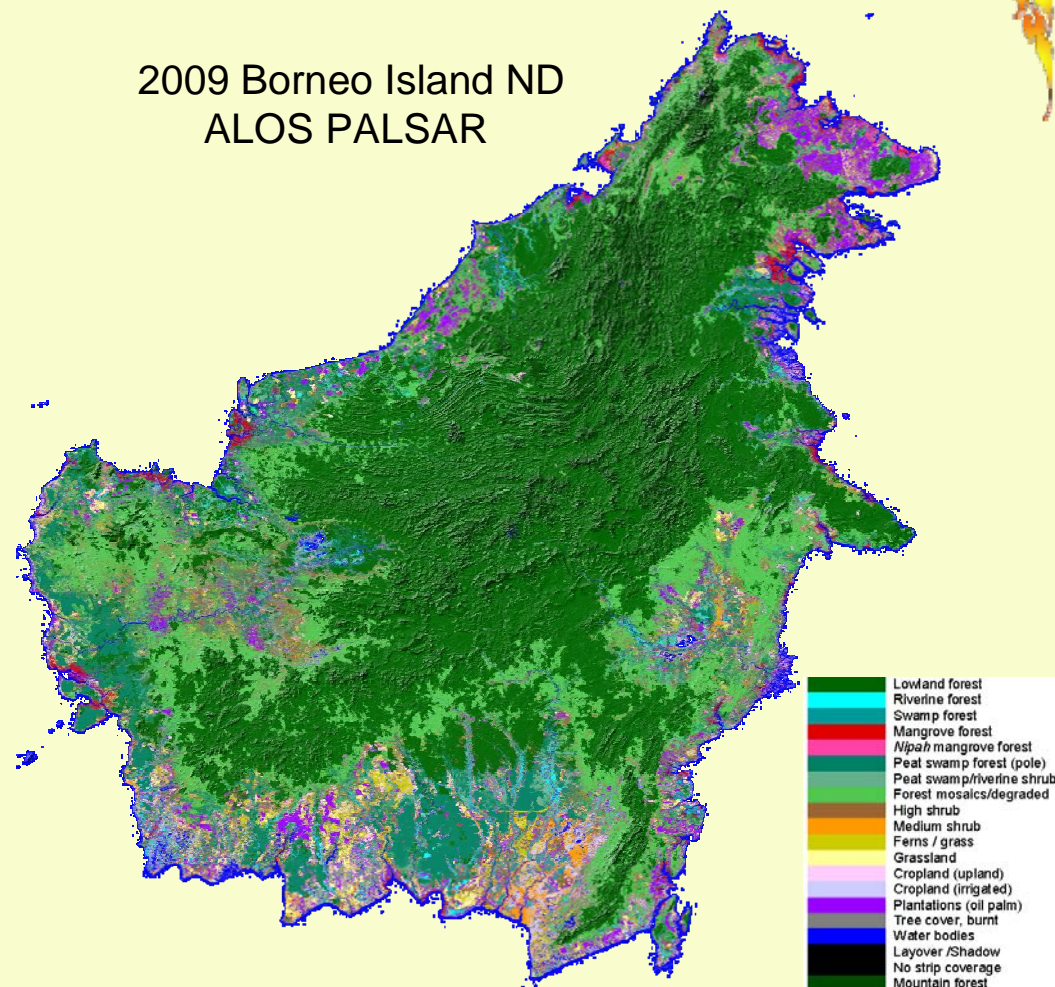 2009 Borneo Island ND
ALOS PALSAR
Lowland forest
Riverine forest
Swamp forest
Mangrove forest
Nipah mangrove forest
Peat swamp forest (pole)
Peat swamp/riverine shrub
Forest mosaics/degraded
High shrub
Medium shrub
Ferns / grass
Grassland
Cropland (upland)
Cropland (irrigated)
Plantations (oil palm)
Tree cover, burnt
Water bodies
Layover /Shadow
No strip coverage
Mountain forest